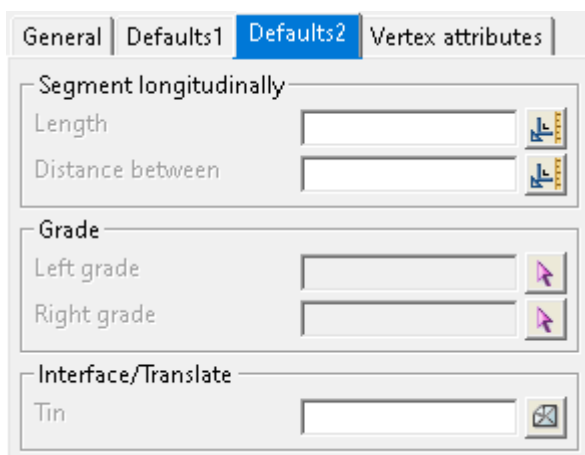 General Defaults1 Defaults2 Vertex attributes
Segment longitudinally
Length
Distance between
Grade
Left grade
Right grade
Interface/Translate
Tin